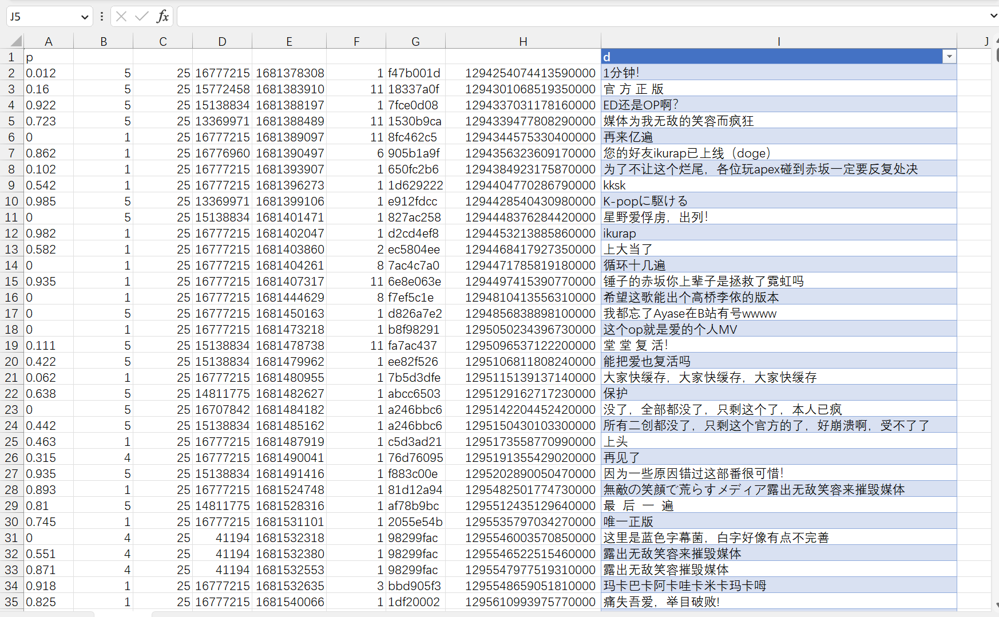 J5 fx
A B C D E F G H I J
1 p d
2 0.012 5 25 16777215 1681378308 1 f47b001d 1294254074413590000 1分钟！
3 0.16 5 25 15772458 1681383910 11 18337a0f 1294301068519350000 官 方 正 版
4 0.922 5 25 15138834 1681388197 1 7fce0d08 1294337031178160000 ED还是OP啊？
5 0.723 5 25 13369971 1681388489 11 1530b9ca 1294339477808290000 媒体为我无敌的笑容而疯狂
6 0 1 25 16777215 1681389097 11 8fc462c5 1294344575330400000 再来亿遍
7 0.862 1 25 16776960 1681390497 6 905b1a9f 1294356323609170000 您的好友ikurap已上线（doge）
8 0.102 1 25 16777215 1681393907 1 650fc2b6 1294384923175870000 为了不让这个烂尾，各位玩apex碰到赤坂一定要反复处决
9 0.542 1 25 16777215 1681396273 1 1d629222 1294404770286790000 kksk
10 0.985 5 25 13369971 1681399106 1 e912fdcc 1294428540430980000 K-popに駆ける
11 0 5 25 15138834 1681401471 1 827ac258 1294448376284420000 星野爱俘虏，出列！
12 0.982 1 25 16777215 1681402047 1 d2cd4ef8 1294453213885860000 ikurap
13 0.582 1 25 16777215 1681403860 2 ec5804ee 1294468417927350000 上大当了
14 0 1 25 16777215 1681404261 8 7ac4c7a0 1294471785819180000 循环十几遍
15 0.935 1 25 16777215 1681407317 11 6e8e063e 1294497415390770000 锤子的赤坂你上辈子是拯救了霓虹吗
16 0 1 25 16777215 1681444629 8 f7ef5c1e 1294810413556310000 希望这歌能出个高桥李依的版本
17 0 5 25 16777215 1681450163 1 d826a7e2 1294856838898100000 我都忘了Ayase在B站有号wwww
18 0 1 25 16777215 1681473218 1 b8f98291 1295050234396730000 这个op就是爱的个人MV
19 0.111 5 25 15138834 1681478738 11 fa7ac437 1295096537122200000 堂 堂 复 活！
20 0.422 5 25 15138834 1681479962 1 ee82f526 1295106811808240000 能把爱也复活吗
21 0.062 1 25 16777215 1681480955 1 7b5d3dfe 1295115139137140000 大家快缓存，大家快缓存，大家快缓存
22 0.638 5 25 14811775 1681482627 1 abcc6503 1295129162717230000 保护
23 0 5 25 16707842 1681484182 1 a246bbc6 1295142204452420000 没了，全部都没了，只剩这个了，本人已疯
24 0.442 5 25 15138834 1681485162 1 a246bbc6 1295150430103300000 所有二创都没了，只剩这个官方的了，好崩溃啊，受不了了
25 0.463 1 25 16777215 1681487919 1 c5d3ad21 1295173558770990000 上头
26 0.315 4 25 16777215 1681490041 1 76d76095 1295191355429020000 再见了
27 0.935 5 25 15138834 1681491416 1 f883c00e 1295202890050470000 因为一些原因错过这部番很可惜！
28 0.893 1 25 16777215 1681524748 1 81d12a94 1295482501774730000 無敵の笑顔で荒らすメディア露出无敌笑容来摧毁媒体
29 0.81 5 25 14811775 1681528316 1 af78b9bc 1295512435129640000 最 后 一 遍
30 0.745 1 25 16777215 1681531101 1 2055e54b 1295535797034270000 唯一正版
31 0 4 25 41194 1681532318 1 98299fac 1295546003570850000 这里是蓝色字幕菌，白字好像有点不完善
32 0.551 4 25 41194 1681532380 1 98299fac 1295546522515460000 露出无敌笑容来摧毁媒体
33 0.871 4 25 41194 1681532553 1 98299fac 1295547977519310000 露出无敌笑容摧毁媒体
34 0.918 1 25 16777215 1681532635 3 bbd905f3 1295548659051810000 玛卡巴卡阿卡哇卡米卡玛卡呣
35 0.825 1 25 16777215 1681540066 1 1df20002 1295610993975770000 痛失吾爱，举目破败!